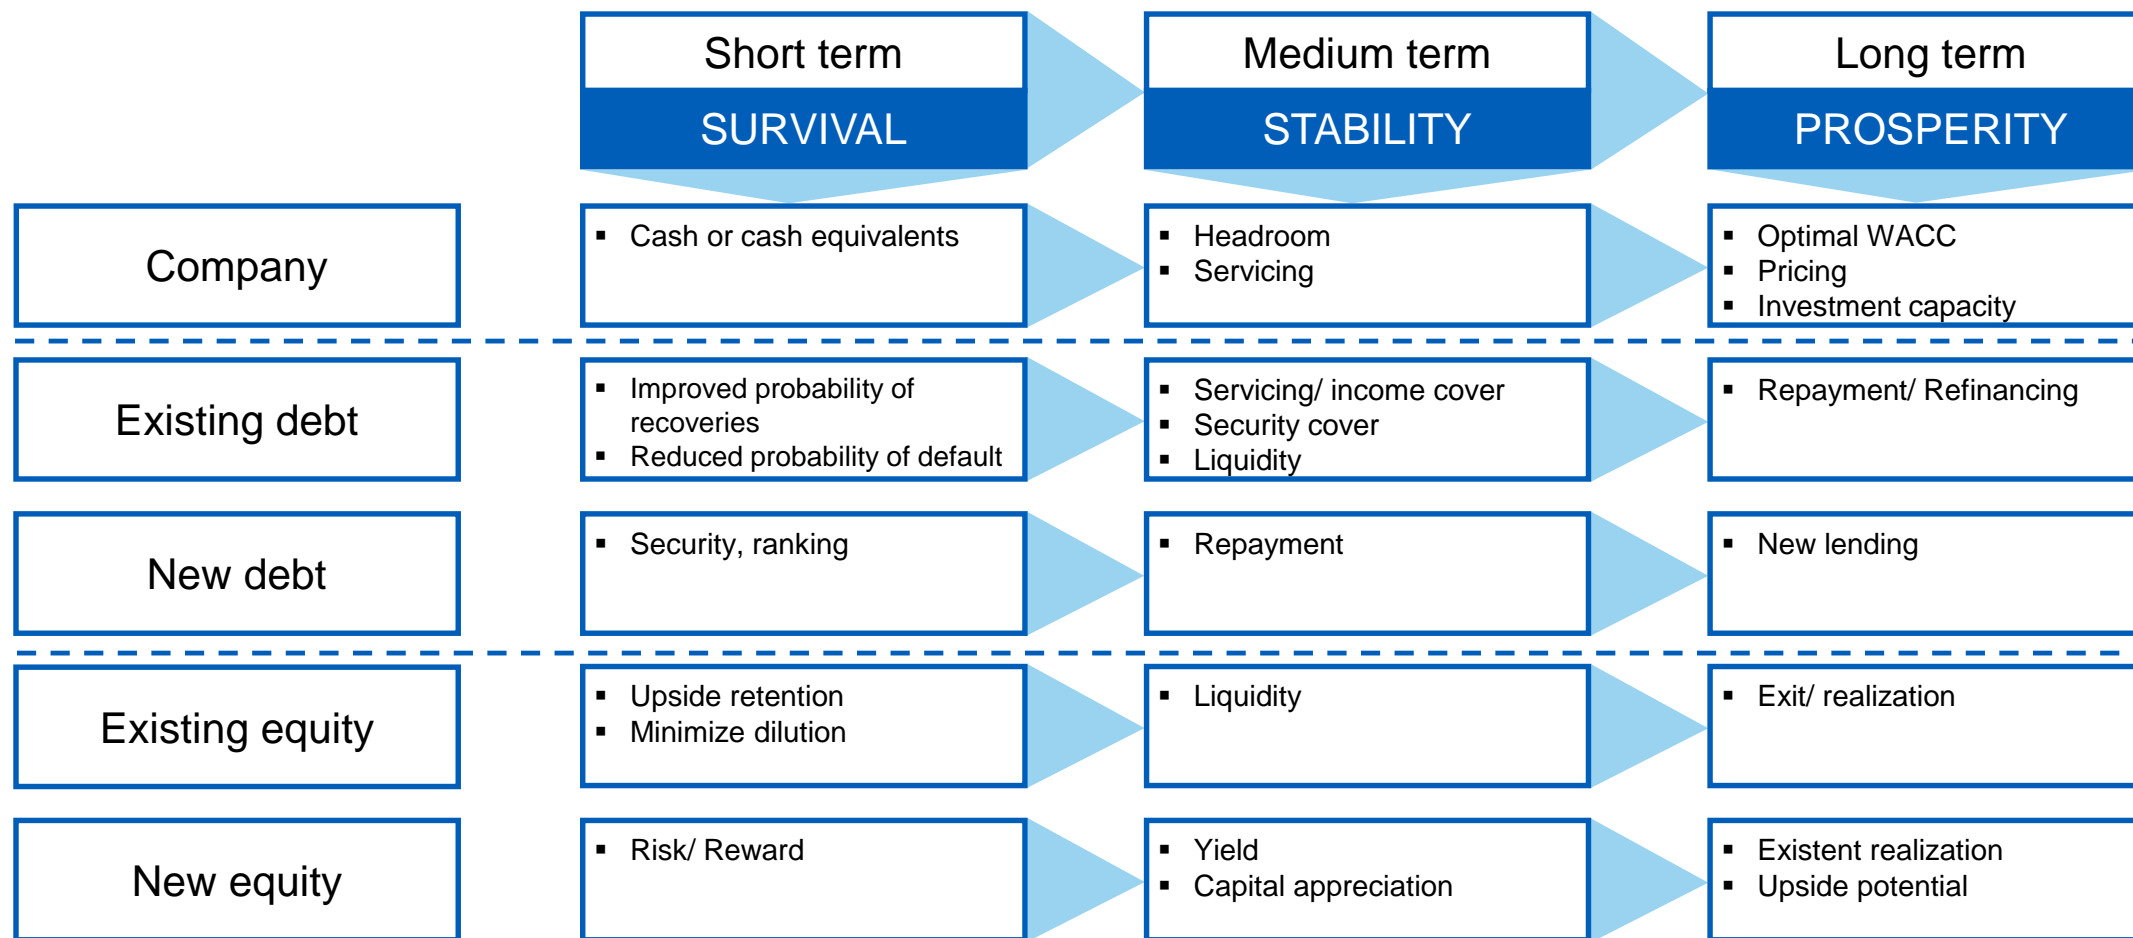 Short term
Medium term
Long term
SURVIVAL
STABILITY
PROSPERITY
Company
▪ Cash or cash equivalents
▪ Headroom
▪ Servicing
▪ Optimal WACC
▪ Pricing
▪ Investment capacity
Existing debt
▪ Improved probability of
recoveries
▪ Reduced probability of default
▪ Servicing/ income cover
▪ Security cover
▪ Liquidity
▪ Repayment/ Refinancing
New debt
▪ Security, ranking
▪ Repayment
▪ New lending
Existing equity
▪ Upside retention
▪ Minimize dilution
▪ Liquidity
▪ Exit/ realization
New equity
▪ Risk/ Reward
▪ Yield
▪ Capital appreciation
▪ Existent realization
▪ Upside potential